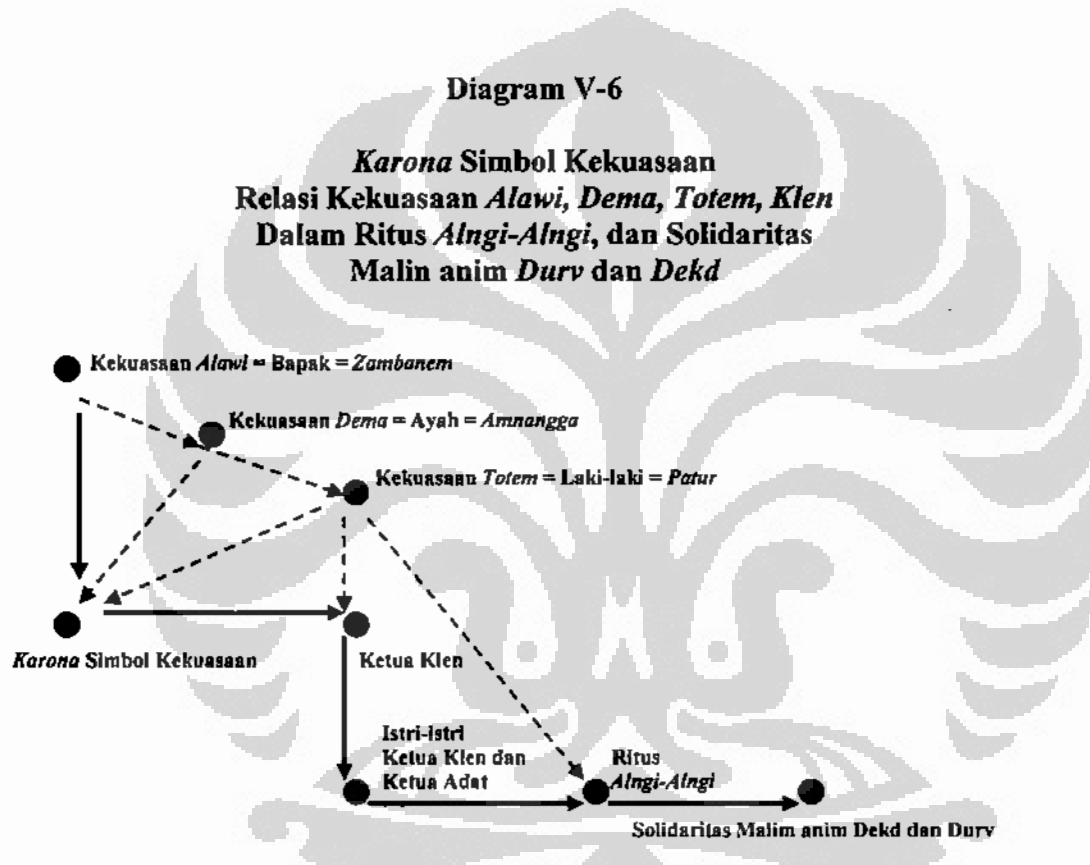 Diagram V-6
Karona Simbol Kekuasaan
Relasi Kekuasaan Alawi, Dema, Totem, Klen
Dalam Ritus Alngi-Alngi, dan Solidaritas
Malin anim Durv dan Dekd
Kekuasaan Alawi = Bapak = Zambanem
Kekuasaan Dema = Ayah = Amnangga
Kekuasaan Totem = Laki-laki = Patur
Karona Simbol Kekuasaan
Ketua Klen
Istri-istri
Ketua Klen dan
Ketua Adat
Ritus
Alngi-Alngi
Solidaritas Malim anim Dekd dan Durv